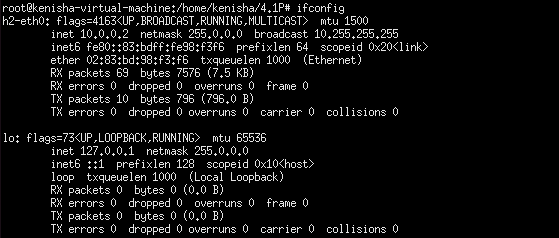 root@kenisha-virtual-machine:/home/kenisha/4.1P# ifconfig
h2-eth0: flags=4163<UP,BROADCAST,RUNNING,MULTICAST>  mtu 1500
        inet 10.0.0.2  netmask 255.0.0.0  broadcast 10.255.255.255
        inet6 fe80::83:bdff:fe98:f3f6  prefixlen 64  scopeid 0x20<link>
        ether 02:83:bd:98:f3:f6  txqueuelen 1000  (Ethernet)
        RX packets 69  bytes 7576 (7.5 KB)
        RX errors 0  dropped 0  overruns 0  frame 0
        TX packets 10  bytes 796 (796.0 B)
        TX errors 0  dropped 0 overruns 0  carrier 0  collisions 0

lo: flags=73<UP,LOOPBACK,RUNNING>  mtu 65536
        inet 127.0.0.1  netmask 255.0.0.0
        inet6 ::1  prefixlen 128  scopeid 0x10<host>
        loop  txqueuelen 1000  (Local Loopback)
        RX packets 0  bytes 0 (0.0 B)
        RX errors 0  dropped 0  overruns 0  frame 0
        TX packets 0  bytes 0 (0.0 B)
        TX errors 0  dropped 0 overruns 0  carrier 0  collisions 0